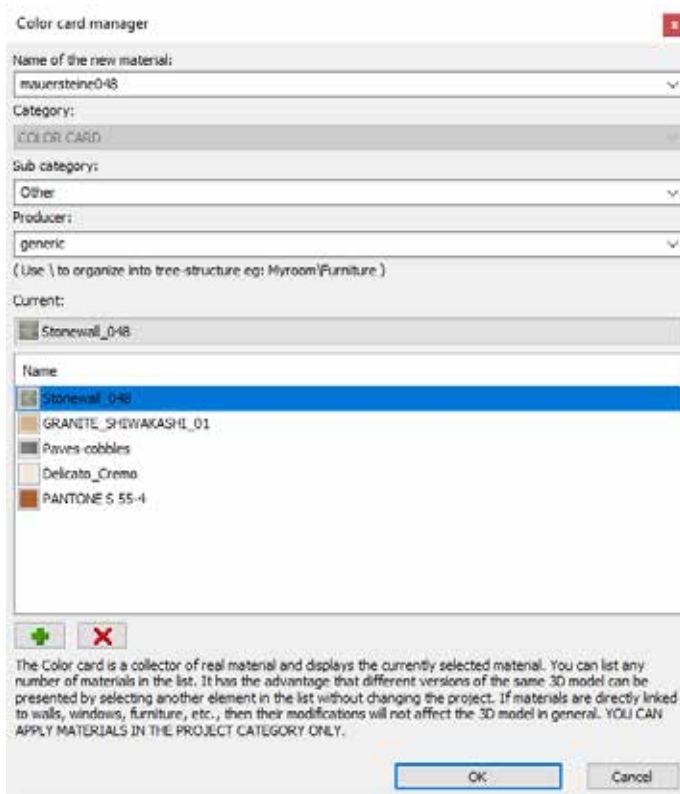 Color card manager
x
Name of the new material:
mauersteine048
Category:
COLOR CARD
Sub category:
Other
Producer:
generic
( Use \ to organize into tree-structure eg: Myroom\Furniture )
Current:
Stonewall_048
Name
Stonewall_048
GRANITE_SHIWAKASHI_01
Paves-cobbles
Delicato_Cremo
PANTONE S 55-4
The Color card is a collector of real material and displays the currently selected material. You can list any
number of materials in the list. It has the advantage that different versions of the same 3D model can be
presented by selecting another element in the list without changing the project. If materials are directly linked
to walls, windows, furniture, etc., then their modifications will not affect the 3D model in general. YOU CAN
APPLY MATERIALS IN THE PROJECT CATEGORY ONLY.
OK Cancel